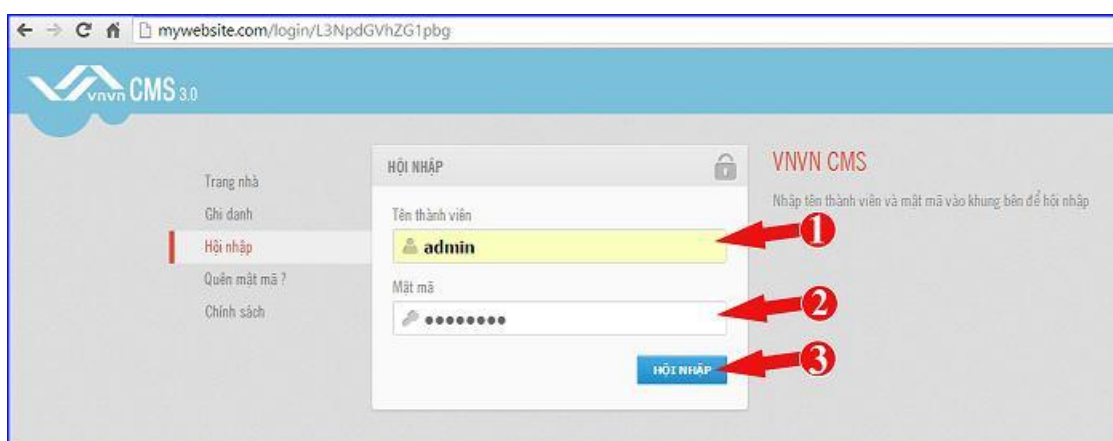 mywebsite.com/login/L3NpdGVhZG1pbg
vnvn CMS 3.0
Trang nhà
Ghi danh
Hội nhập
Quên mật mã ?
Chính sách
HỘI NHẬP
Tên thành viên
admin
Mật mã
HỘI NHẬP
VNVN CMS
Nhập tên thành viên và mật mã vào khung bên để hội nhập
1
2
3